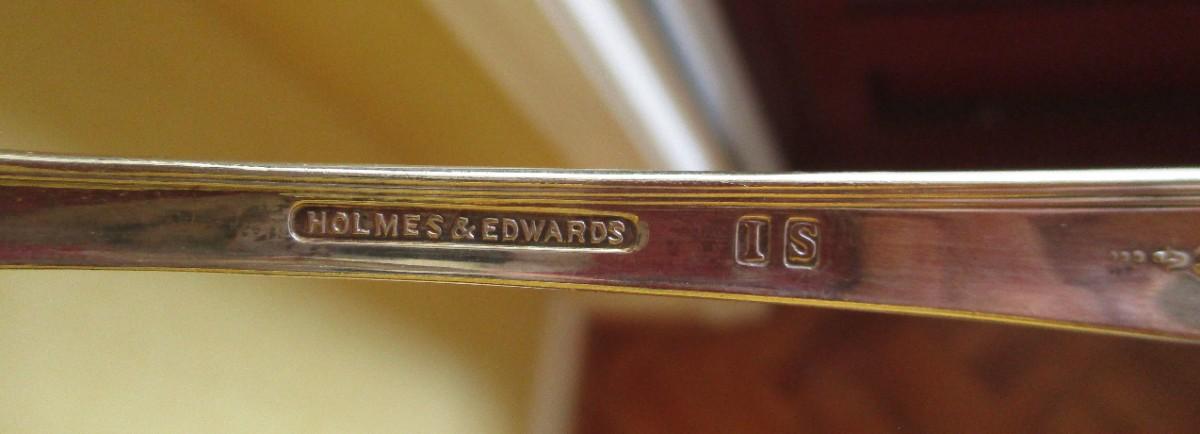 HOLMES & EDWARDS I S